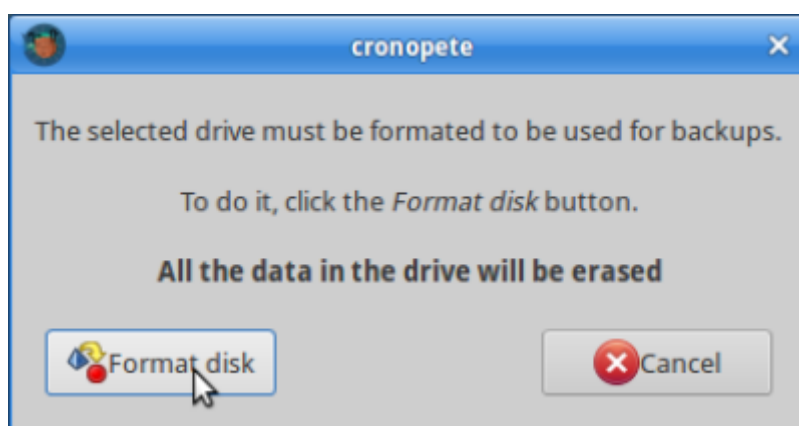 cronopete
The selected drive must be formated to be used for backups.
To do it, click the Format disk button.
All the data in the drive will be erased
Format disk
Cancel